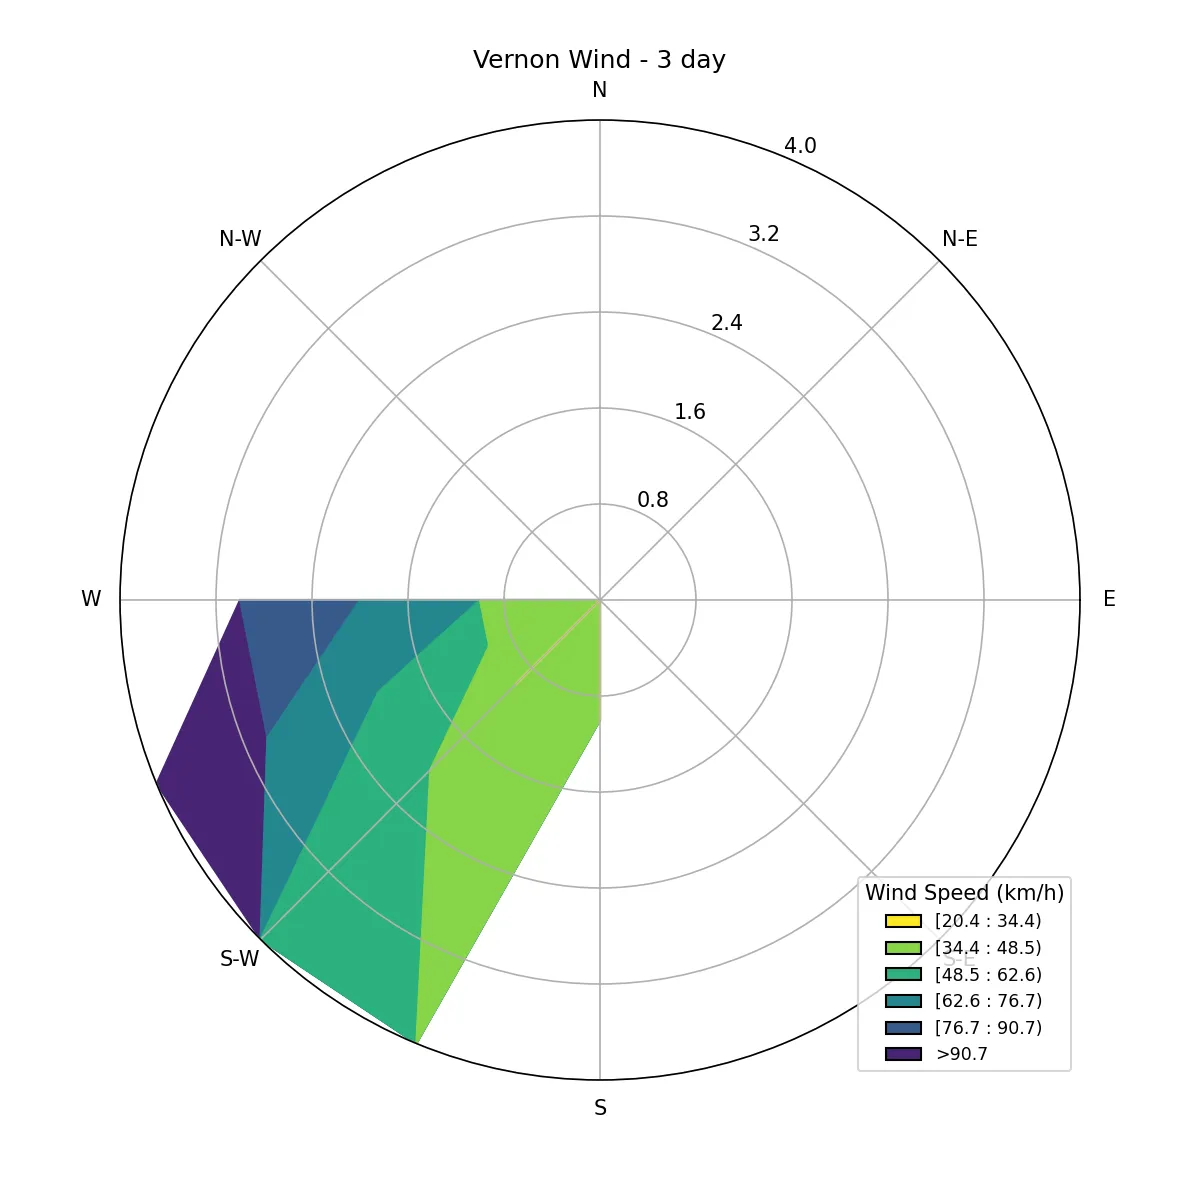 Vernon Wind - 3 day
N
4.0
N-W
3.2
N-E
2.4
1.6
0.8
W
E
S-W
S-E
S
Wind Speed (km/h)
[20.4 : 34.4)
[34.4 : 48.5)
[48.5 : 62.6)
[62.6 : 76.7)
[76.7 : 90.7)
>90.7